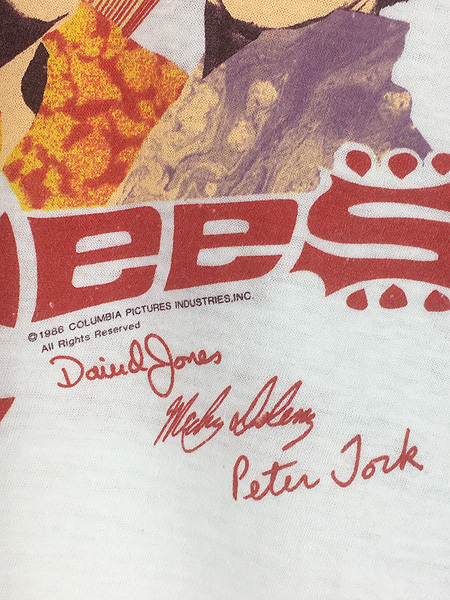 ees
©1986 COLUMBIA PICTURES INDUSTRIES, INC.
All Rights Reserved
David Jones
Micky Dolenz
Peter Tork